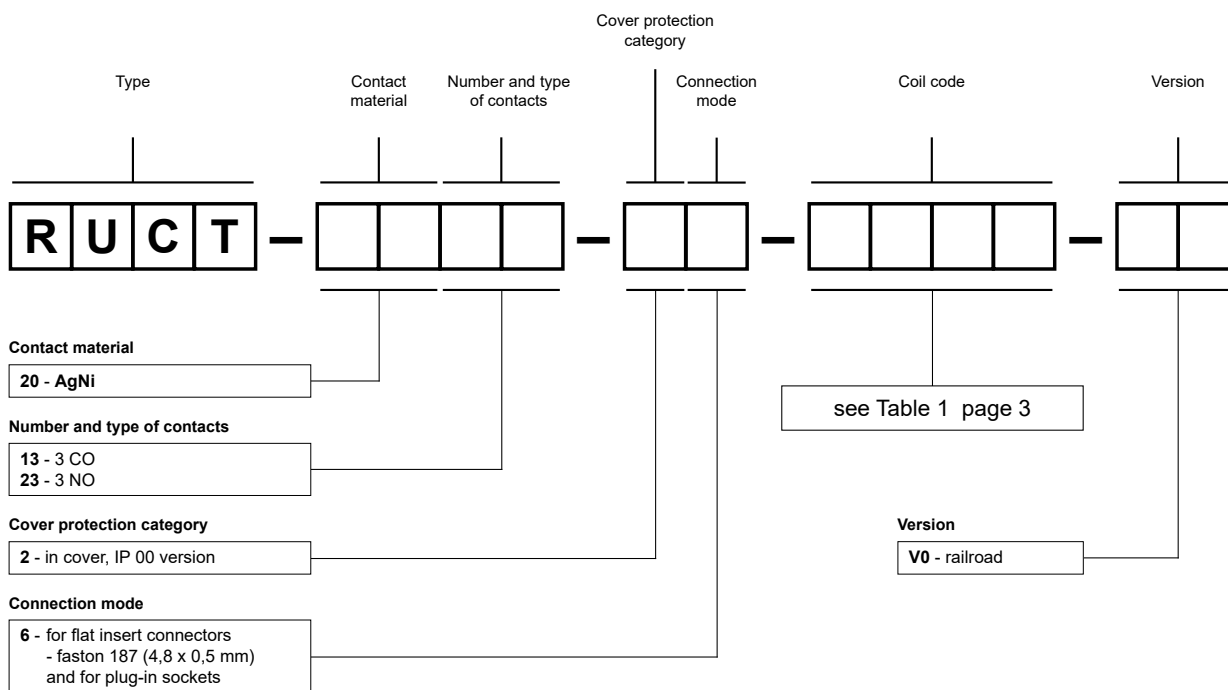 Cover protection
category
Type
Contact
material
Number and type
of contacts
Connection
mode
Coil code
Version
R U C T – – – –
Contact material
20 - AgNi
Number and type of contacts
13 - 3 CO
23 - 3 NO
Cover protection category
2 - in cover, IP 00 version
Connection mode
6 - for flat insert connectors
- faston 187 (4,8 x 0,5 mm)
and for plug-in sockets
see Table 1 page 3
Version
V0 - railroad